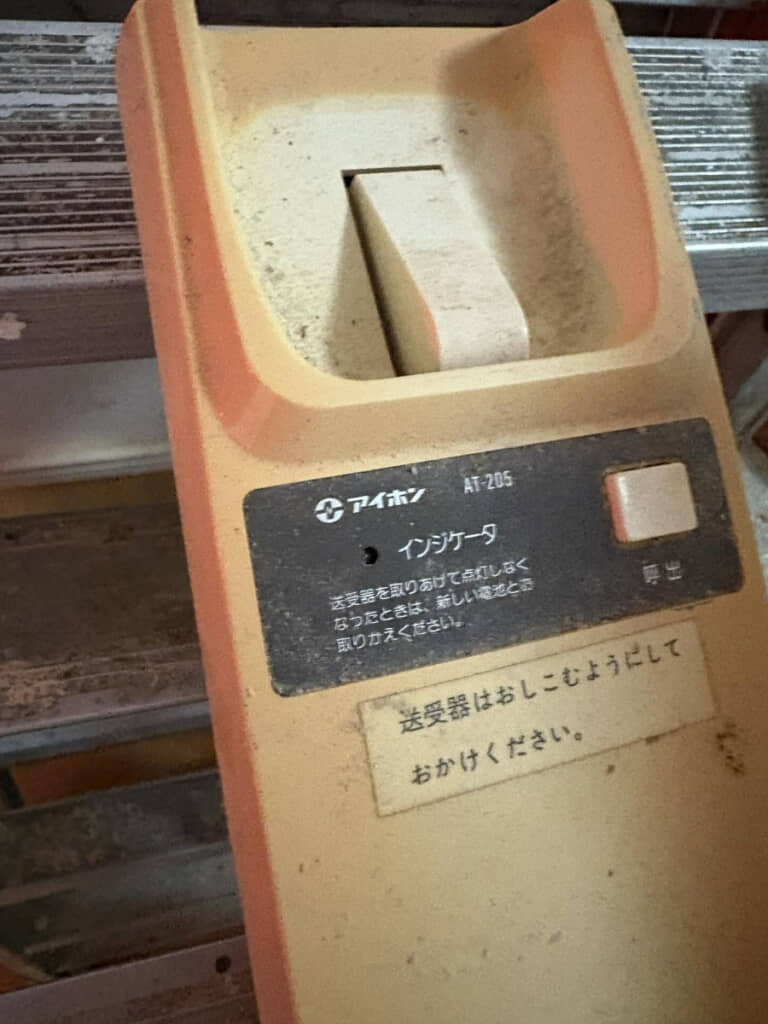 アイホン AT-205
インジケータ
送受器を取りあげて点灯しなく
なったときは、新しい電池とお
取りかえください。
呼出
送受器はおしこむようにして
おかけください。